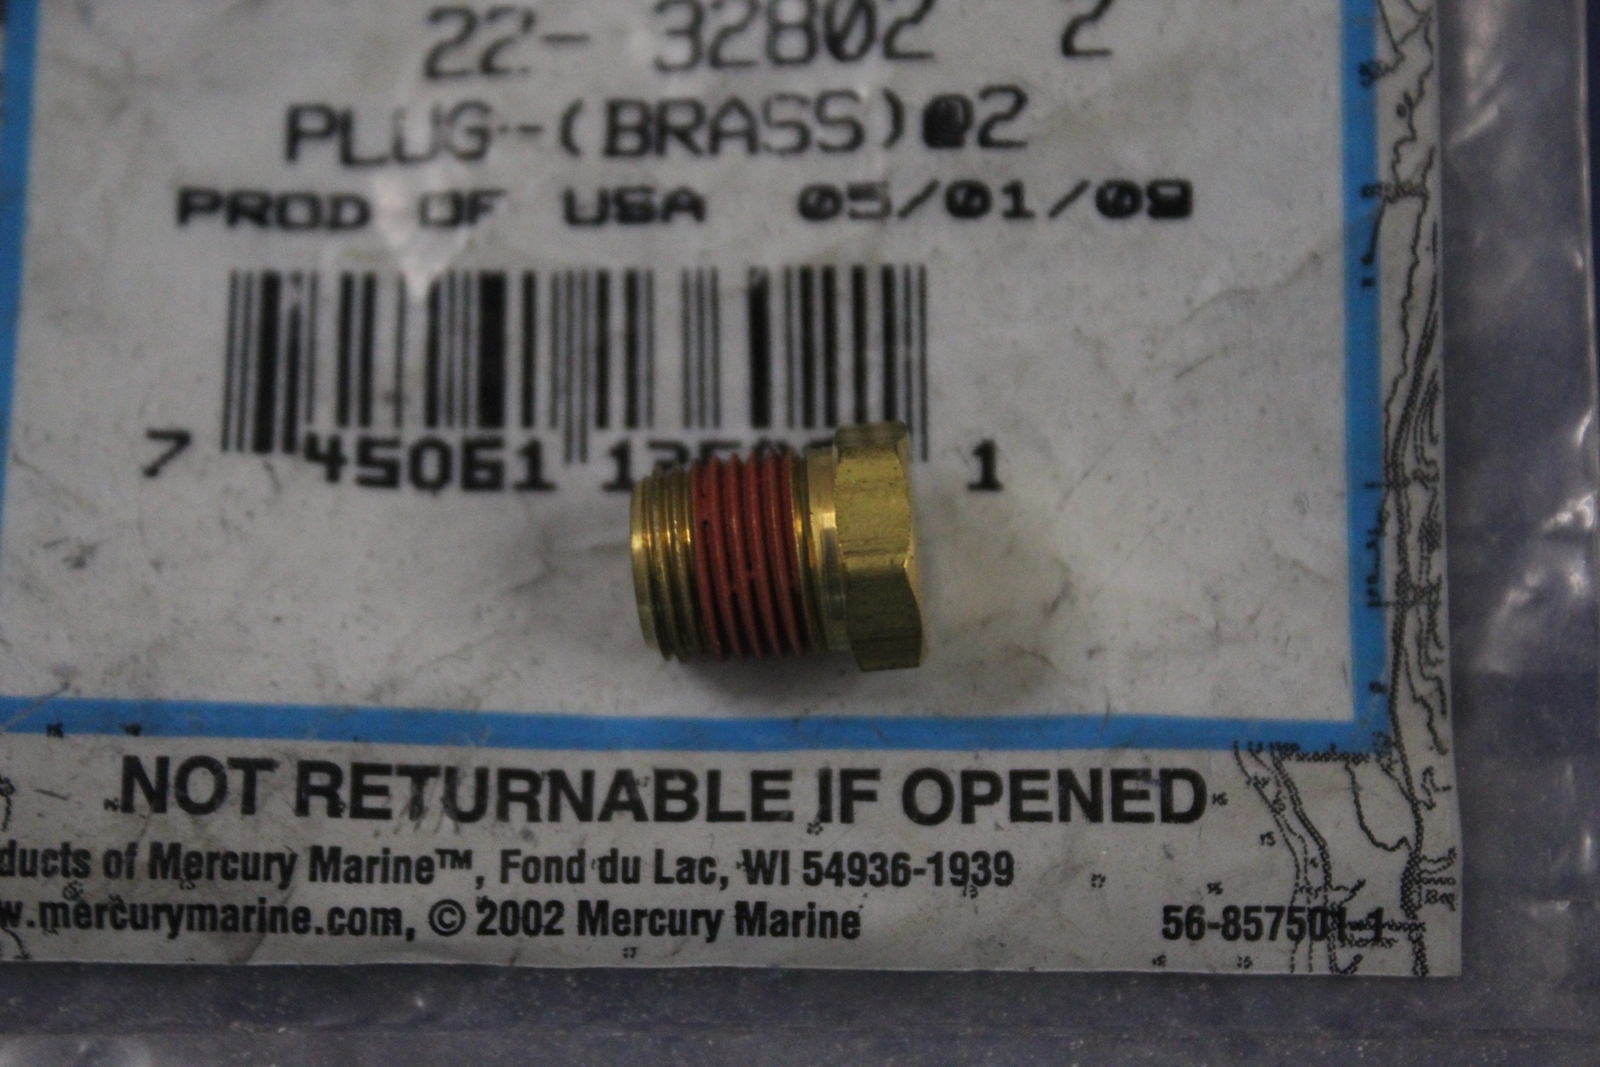 22- 32802 2
PLUG--(BRASS)@2
PROD OF USA 05/01/09
7 45061 1 1
NOT RETURNABLE IF OPENED
ducts of Mercury Marine™, Fond du Lac, WI 54936-1939
w.mercurymarine.com, © 2002 Mercury Marine 56-857501-1